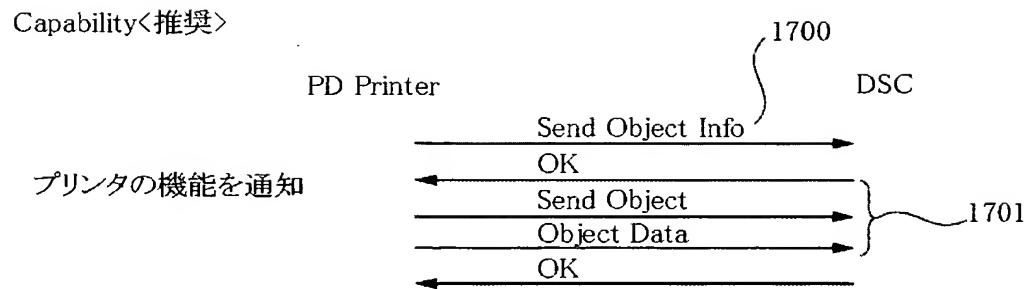 Capability<推奨>
1700
PD Printer
DSC
Send Object Info
OK
プリンタの機能を通知
Send Object
1701
Object Data
OK